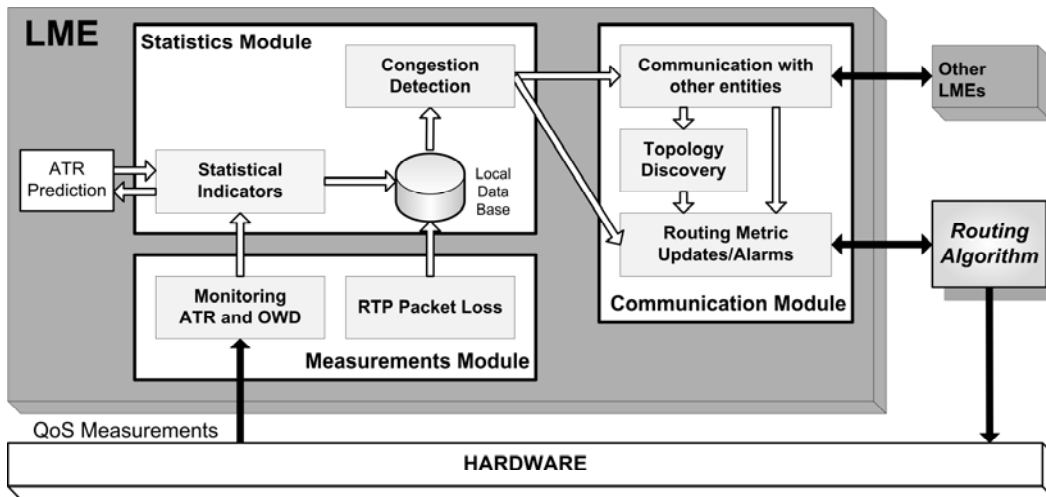 LME
Statistics Module
Congestion
Detection
Communication with
other entities
Other
LMEs
ATR
Prediction
Statistical
Indicators
Local
Data
Base
Topology
Discovery
Routing Metric
Updates/Alarms
Routing
Algorithm
Communication Module
Monitoring
ATR and OWD
RTP Packet Loss
Measurements Module
QoS Measurements
HARDWARE